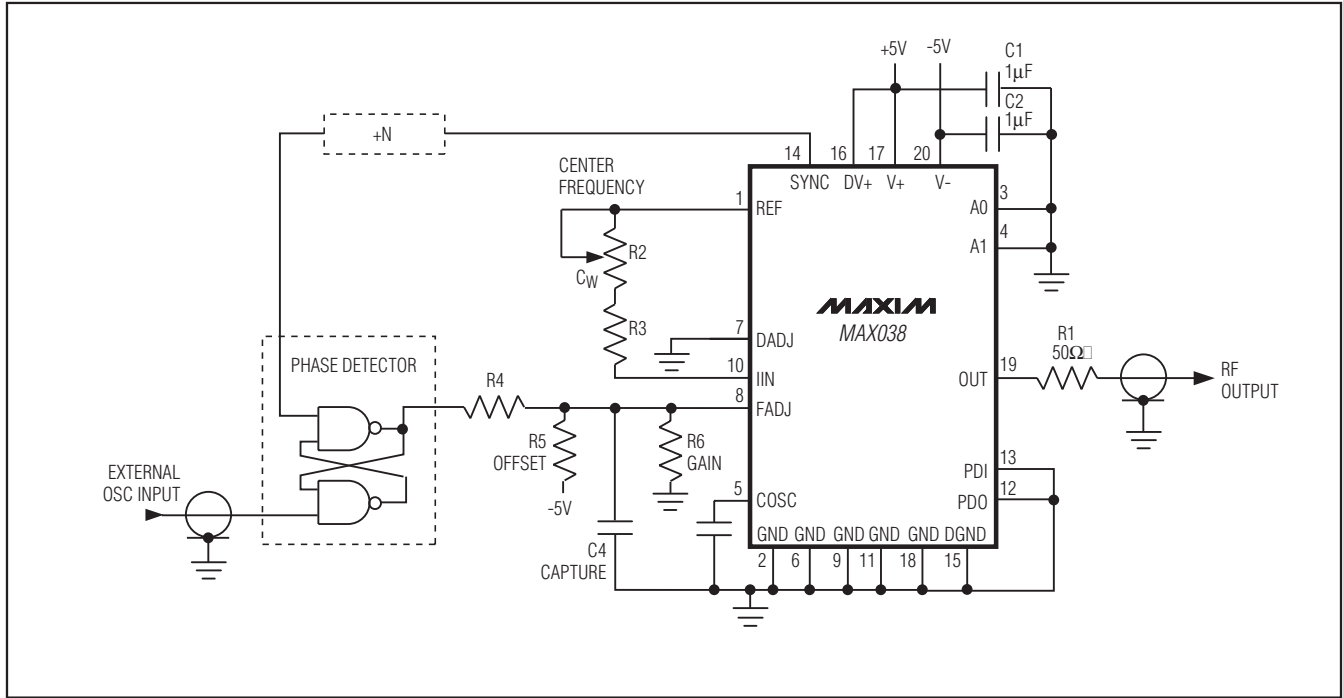 +5V
-5V
C1
1µF
C2
1µF
+N
14
16
17
20
SYNC
DV+
V+
V-
CENTER
FREQUENCY
1
REF
3
A0
4
A1
R2
CW
R3
MAXIM
MAX038
7
DADJ
10
IIN
8
FADJ
R1
50Ω□
19
OUT
RF
OUTPUT
PHASE DETECTOR
R4
R5
OFFSET
-5V
R6
GAIN
EXTERNAL
OSC INPUT
C4
CAPTURE
5
COSC
13
PDI
12
PDO
GND
GND
GND
GND
GND
DGND
2
6
9
11
18
15